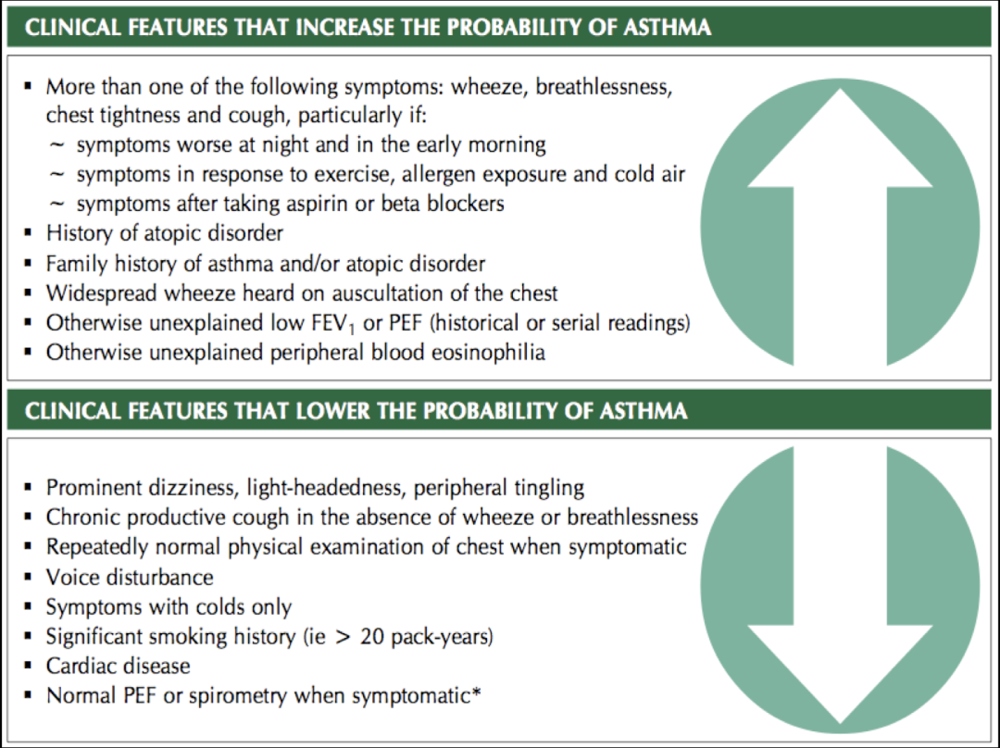 CLINICAL FEATURES THAT INCREASE THE PROBABILITY OF ASTHMA
▪ More than one of the following symptoms: wheeze, breathlessness,
chest tightness and cough, particularly if:
~ symptoms worse at night and in the early morning
~ symptoms in response to exercise, allergen exposure and cold air
~ symptoms after taking aspirin or beta blockers
▪ History of atopic disorder
▪ Family history of asthma and/or atopic disorder
▪ Widespread wheeze heard on auscultation of the chest
▪ Otherwise unexplained low FEV₁ or PEF (historical or serial readings)
▪ Otherwise unexplained peripheral blood eosinophilia
CLINICAL FEATURES THAT LOWER THE PROBABILITY OF ASTHMA
▪ Prominent dizziness, light-headedness, peripheral tingling
▪ Chronic productive cough in the absence of wheeze or breathlessness
▪ Repeatedly normal physical examination of chest when symptomatic
▪ Voice disturbance
▪ Symptoms with colds only
▪ Significant smoking history (ie > 20 pack-years)
▪ Cardiac disease
▪ Normal PEF or spirometry when symptomatic*